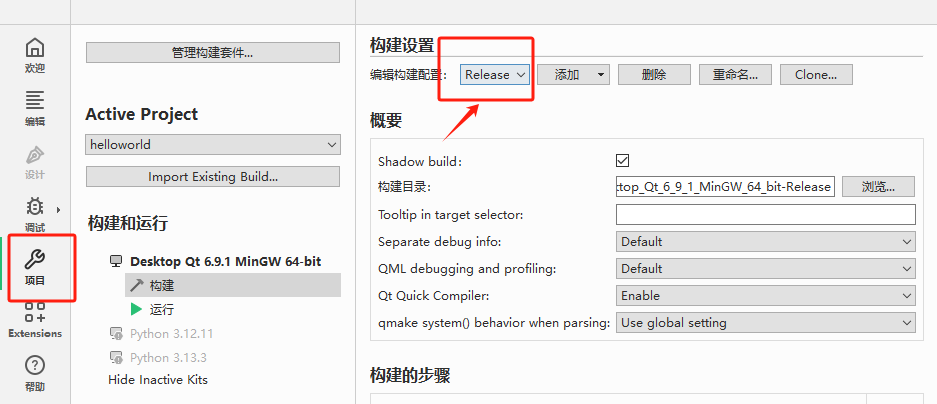 欢迎
编辑
设计
调试
项目
Extensions
帮助
管理构建套件...
Active Project
helloworld
Import Existing Build...
构建和运行
Desktop Qt 6.9.1 MinGW 64-bit
构建
运行
Python 3.12.11
Python 3.13.3
Hide Inactive Kits
构建设置
编辑构建配置: Release 添加 删除 重命名... Clone...
概要
Shadow build:
构建目录: :top_Qt_6_9_1_MinGW_64_bit-Release 浏览...
Tooltip in target selector:
Separate debug info: Default
QML debugging and profiling: Default
Qt Quick Compiler: Enable
qmake system() behavior when parsing: Use global setting
构建的步骤